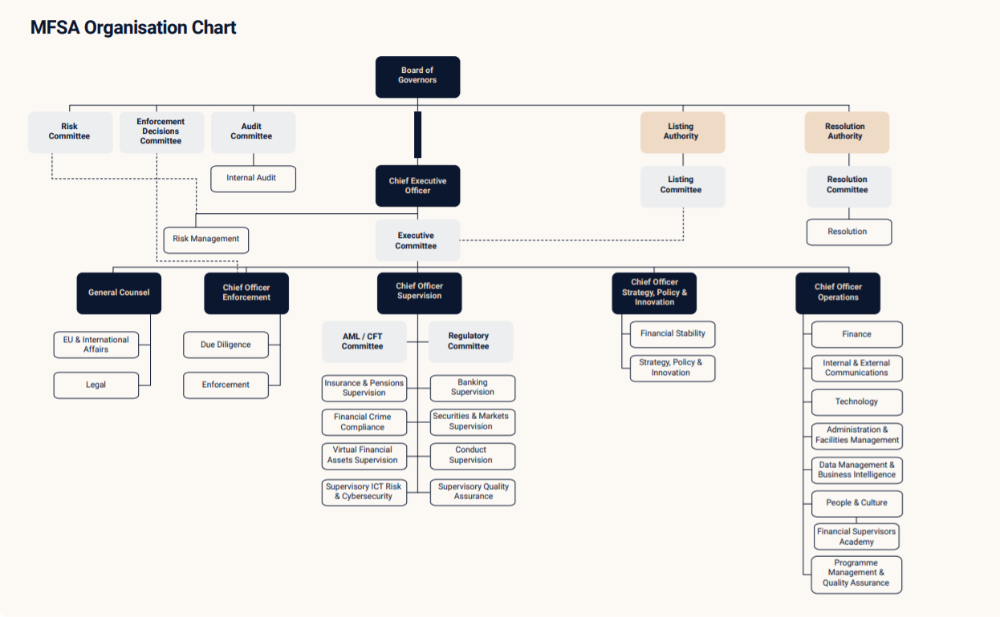 MFSA Organisation Chart
Board of
Governors
Risk
Committee
Enforcement
Decisions
Committee
Audit
Committee
Listing
Authority
Resolution
Authority
Internal Audit
Chief Executive
Officer
Listing
Committee
Resolution
Committee
Risk Management
Executive
Committee
Resolution
General Counsel
Chief Officer
Enforcement
Chief Officer
Supervision
Chief Officer
Strategy, Policy &
Innovation
Chief Officer
Operations
EU & International
Affairs
Legal
Due Diligence
Enforcement
AML / CFT
Committee
Regulatory
Committee
Insurance & Pensions
Supervision
Banking
Supervision
Financial Crime
Compliance
Securities & Markets
Supervision
Virtual Financial
Assets Supervision
Conduct
Supervision
Supervisory ICT Risk
& Cybersecurity
Supervisory Quality
Assurance
Financial Stability
Strategy, Policy &
Innovation
Finance
Internal & External
Communications
Technology
Administration &
Facilities Management
Data Management &
Business Intelligence
People & Culture
Financial Supervisors
Academy
Programme
Management &
Quality Assurance